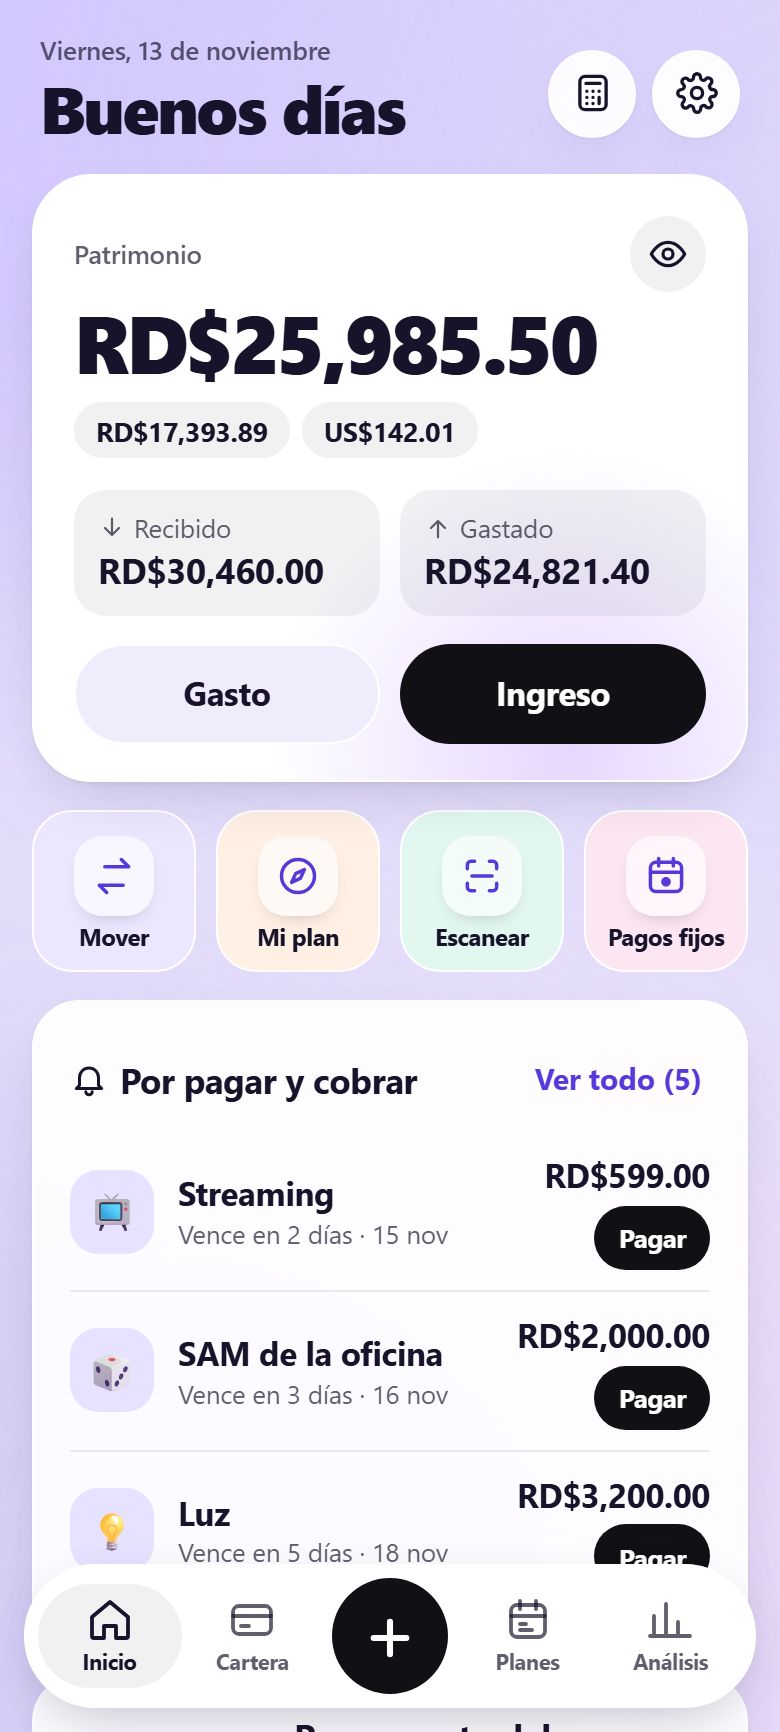 Viernes, 13 de noviembre
Buenos días
Patrimonio
RD$25,985.50
RD$17,393.89
US$142.01
Recibido
RD$30,460.00
Gastado
RD$24,821.40
Gasto
Ingreso
Mover
Mi plan
Escanear
Pagos fijos
Por pagar y cobrar
Ver todo (5)
Streaming
Vence en 2 días · 15 nov
RD$599.00
Pagar
SAM de la oficina
Vence en 3 días · 16 nov
RD$2,000.00
Pagar
Luz
Vence en 5 días · 18 nov
RD$3,200.00
Pagar
Inicio
Cartera
Planes
Análisis